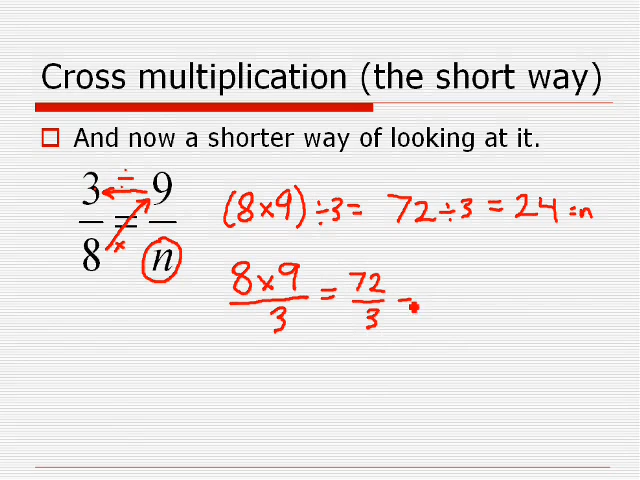 Cross multiplication (the short way)
And now a shorter way of looking at it.
3/8 = 9/n ÷ ×
(8×9) ÷3 = 72 ÷3 = 24 =n
8×9/3 = 72/3 =